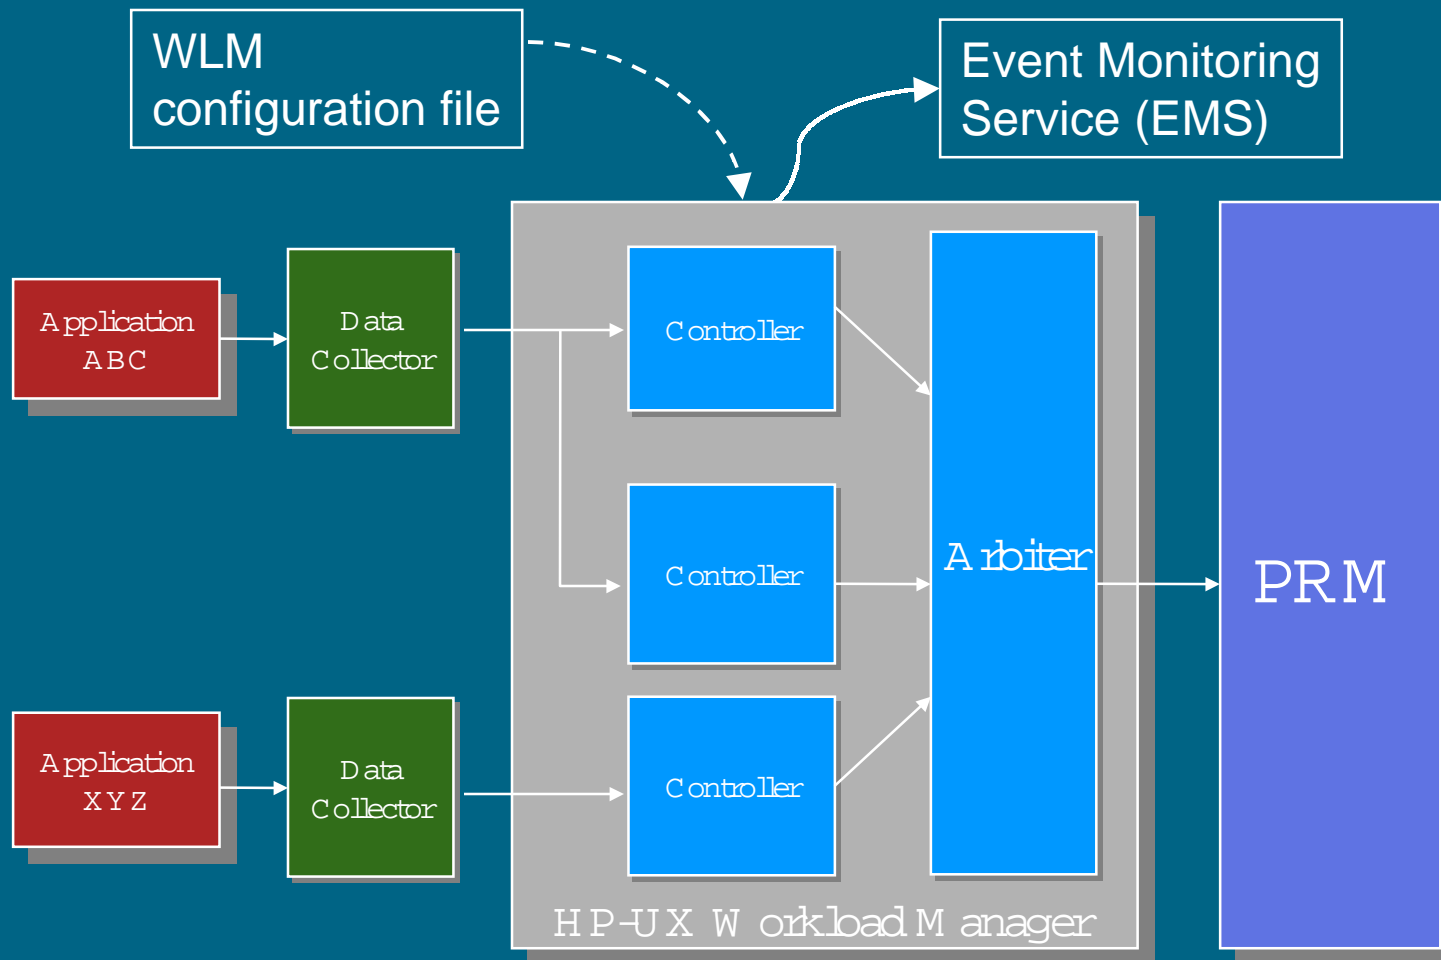 WLM
configuration file
Event Monitoring
Service (EMS)
Application
ABC
Data
Collector
Controller
Controller
Arbiter
PRM
Application
XYZ
Data
Collector
Controller
HP-UX Workload Manager